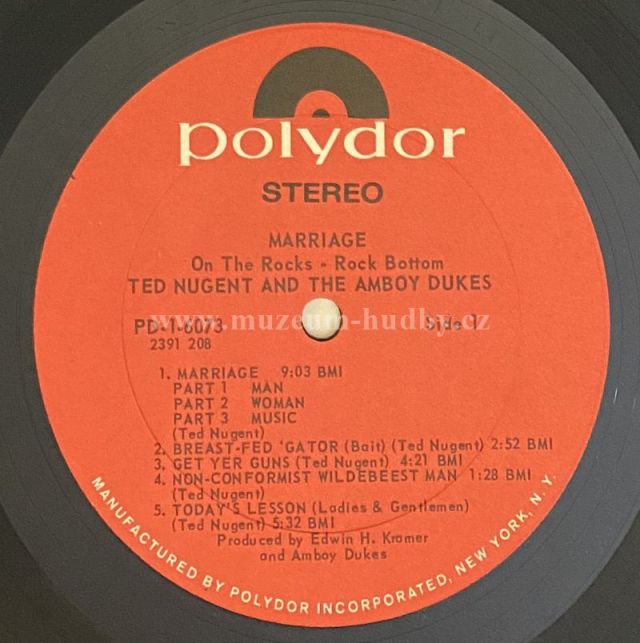 polydor
STEREO
MARRIAGE
On The Rocks - Rock Bottom
TED NUGENT AND THE AMBOY DUKES
www.muzeum-hudby.cz
PD-1-6073 Side 1
2391 208
1. MARRIAGE 9:03 BMI
PART 1 MAN
PART 2 WOMAN
PART 3 MUSIC
(Ted Nugent)
2. BREAST-FED 'GATOR (Bait) (Ted Nugent) 2:52 BMI
3. GET YER GUNS (Ted Nugent) 4:21 BMI
4. NON-CONFORMIST WILDEBEEST MAN 1:28 BMI
(Ted Nugent)
5. TODAY'S LESSON (Ladies & Gentlemen)
(Ted Nugent) 5:32 BMI
Produced by Edwin H. Kramer
and Amboy Dukes
MANUFACTURED BY POLYDOR INCORPORATED, NEW YORK, N.Y.